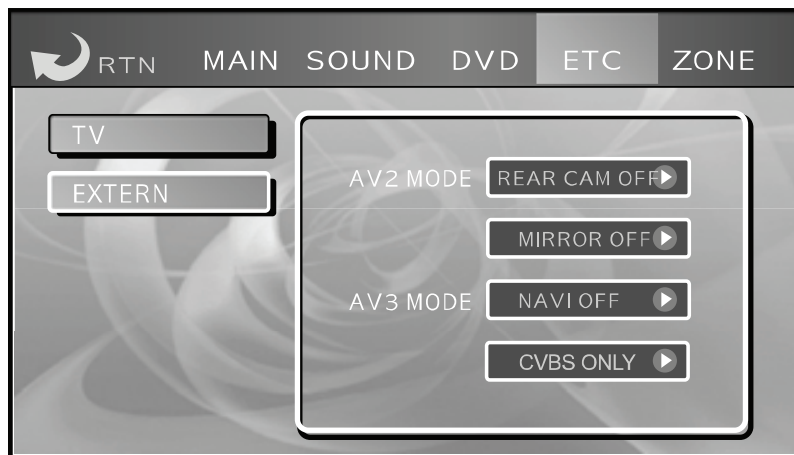 RTN MAIN SOUND DVD ETC ZONE
TV
EXTERN
AV2 MODE REAR CAM OFF
MIRROR OFF
AV3 MODE NAVI OFF
CVBS ONLY